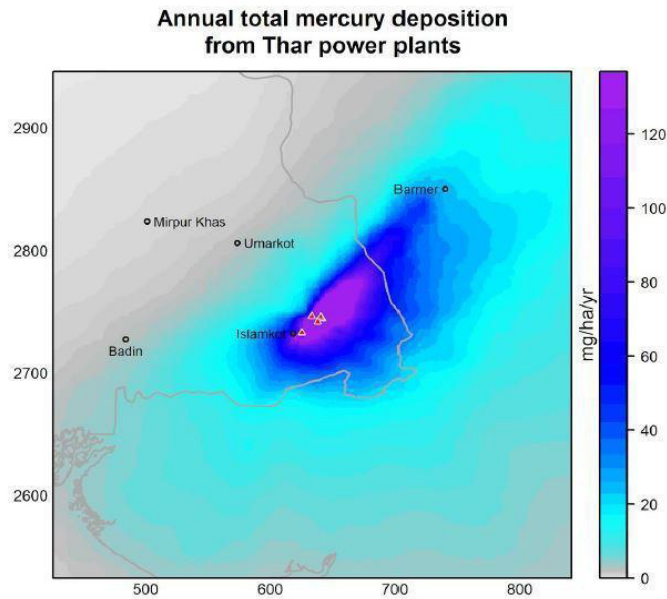 Annual total mercury deposition
from Thar power plants
2900
2800
2700
2600
500
600
700
800
Barmer
Mirpur Khas
Umarkot
Islamkot
Badin
120
100
80
60
40
20
0
mg/ha/yr